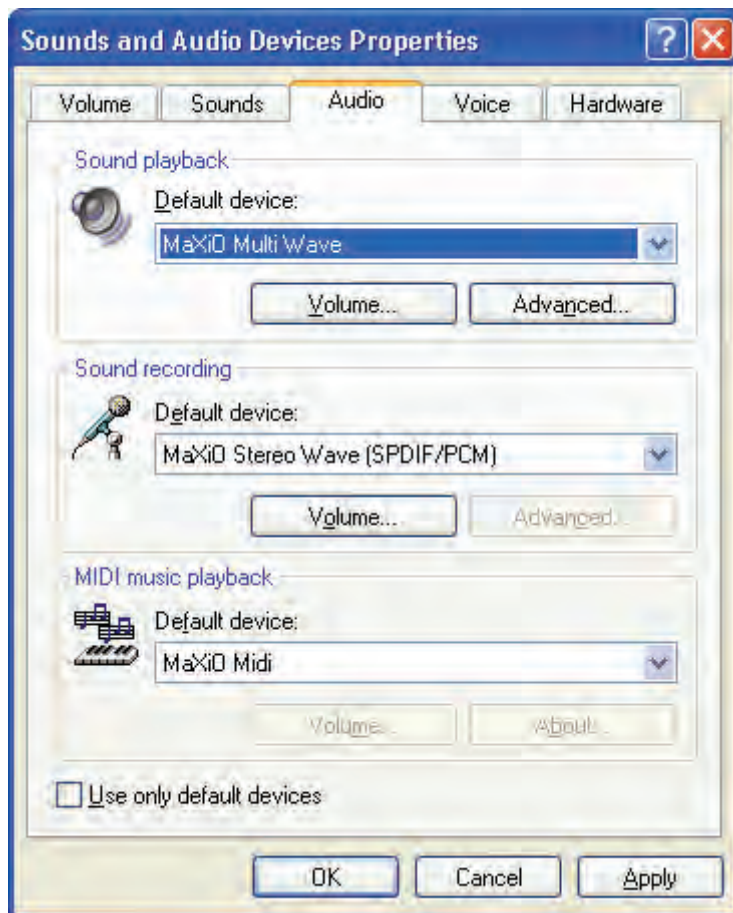 Sounds and Audio Devices Properties
?
Volume Sounds Audio Voice Hardware
Sound playback
Default device:
MaXiO Multi Wave
Volume... Advanced...
Sound recording
Default device:
MaXiO Stereo Wave (SPDIF/PCM)
Volume... Advanced...
MIDI music playback
Default device:
MaXiO Midi
Volume... About...
Use only default devices
OK Cancel Apply